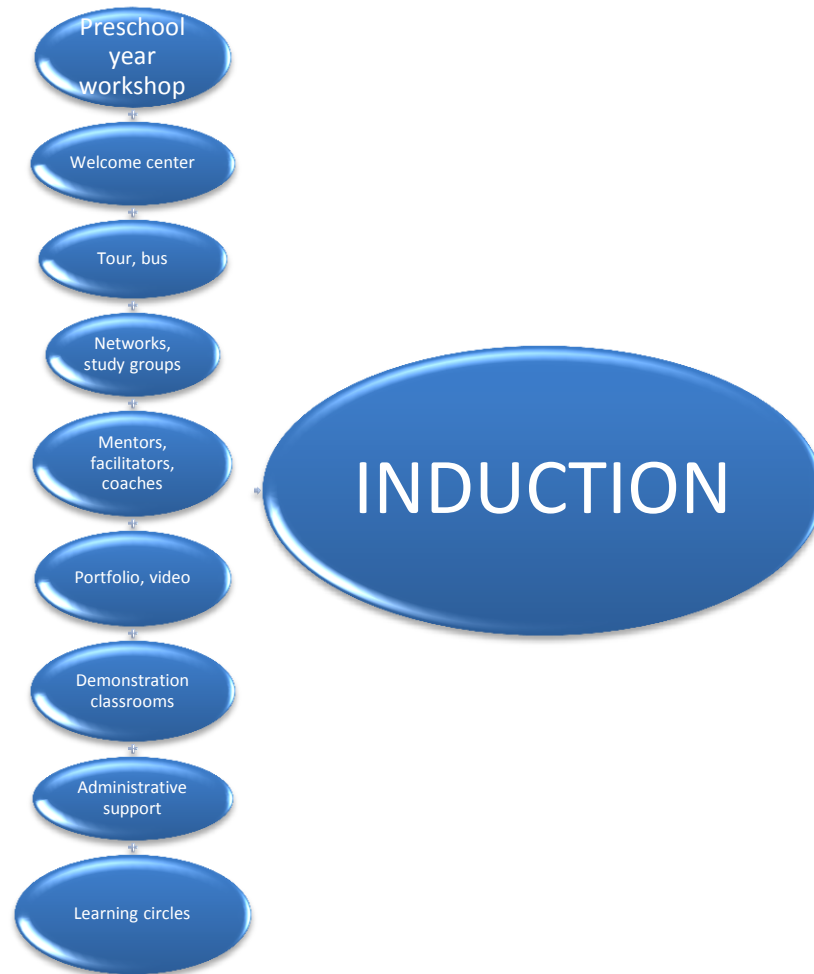 Preschool
year
workshop
Welcome center
Tour, bus
Networks,
study groups
Mentors,
facilitators,
coaches
INDUCTION
Portfolio, video
Demonstration
classrooms
Administrative
support
Learning circles